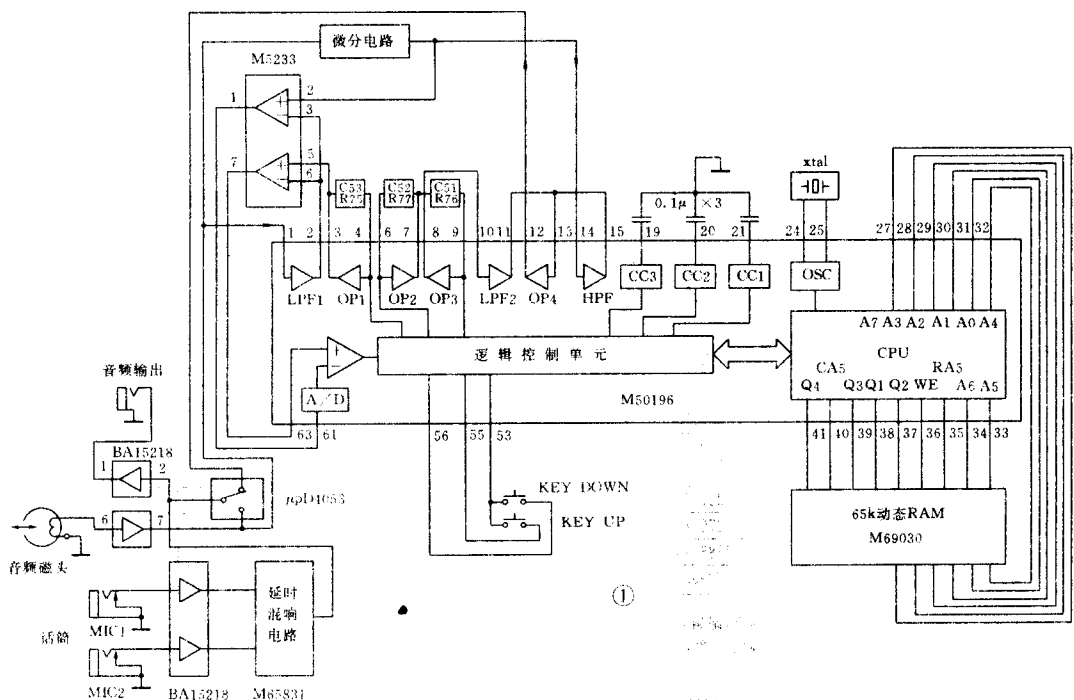 微分电路
M5233
1
2
3
7
5
6
C53
R75
C52
R77
C51
R76
xtal
0.1μ ×3
1 2 3 4 6 7 8 9 10 11 12 13 14 15 19 20 21 24 25 27 28 29 30 31 32
LPF1 OP1 OP2 OP3 LPF2 OP4 HPF
CC3 CC2 CC1 OSC
A7 A3 A2 A1 A0 A4
CPU
逻辑控制单元
CA5 RA5
Q4 Q3 Q1 Q2 WE A6 A5
A/D
M50196
63 61 56 55 53
41 40 39 38 37 36 35 34 33
音频输出
BA15218
1 2
μpD4053
KEY DOWN
KEY UP
65k动态RAM
M69030
6 7
音频磁头
延时
混响
电路
MIC1
话筒
MIC2
BA15218 M65831
①